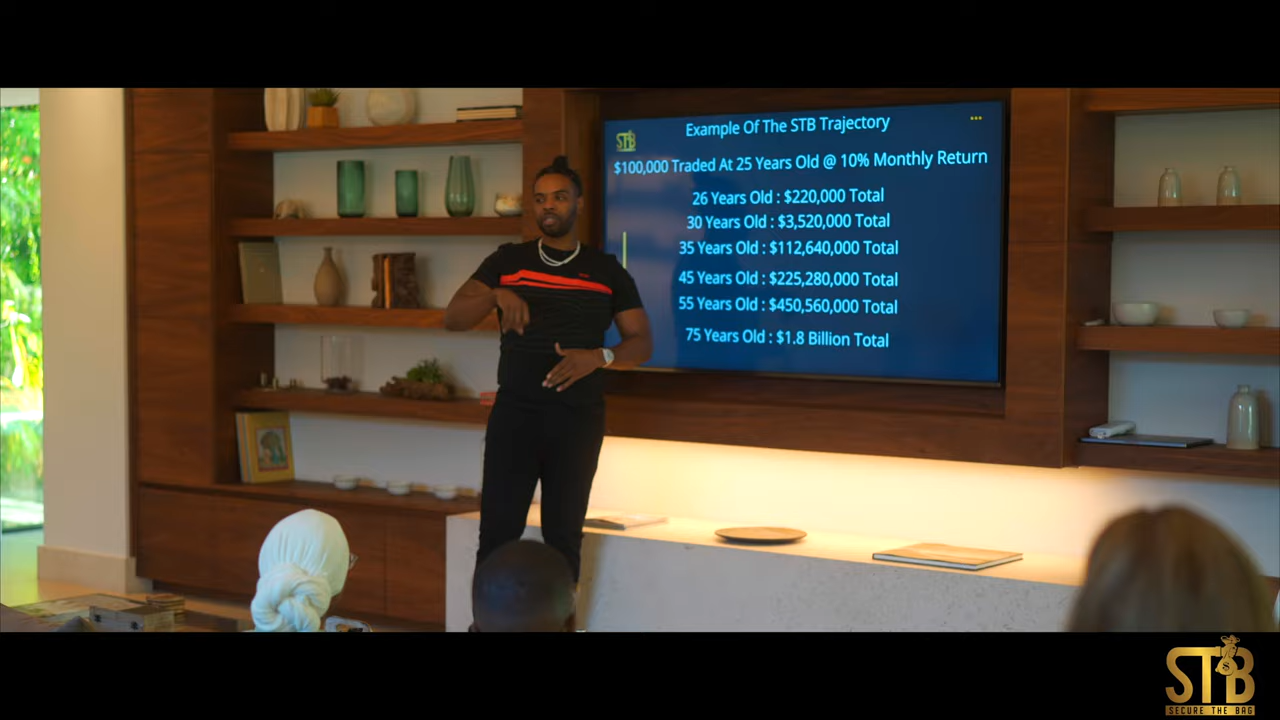 STB
Example Of The STB Trajectory
$100,000 Traded At 25 Years Old @ 10% Monthly Return
26 Years Old : $220,000 Total
30 Years Old : $3,520,000 Total
35 Years Old : $112,640,000 Total
45 Years Old : $225,280,000 Total
55 Years Old : $450,560,000 Total
75 Years Old : $1.8 Billion Total
STB
SECURE THE BAG